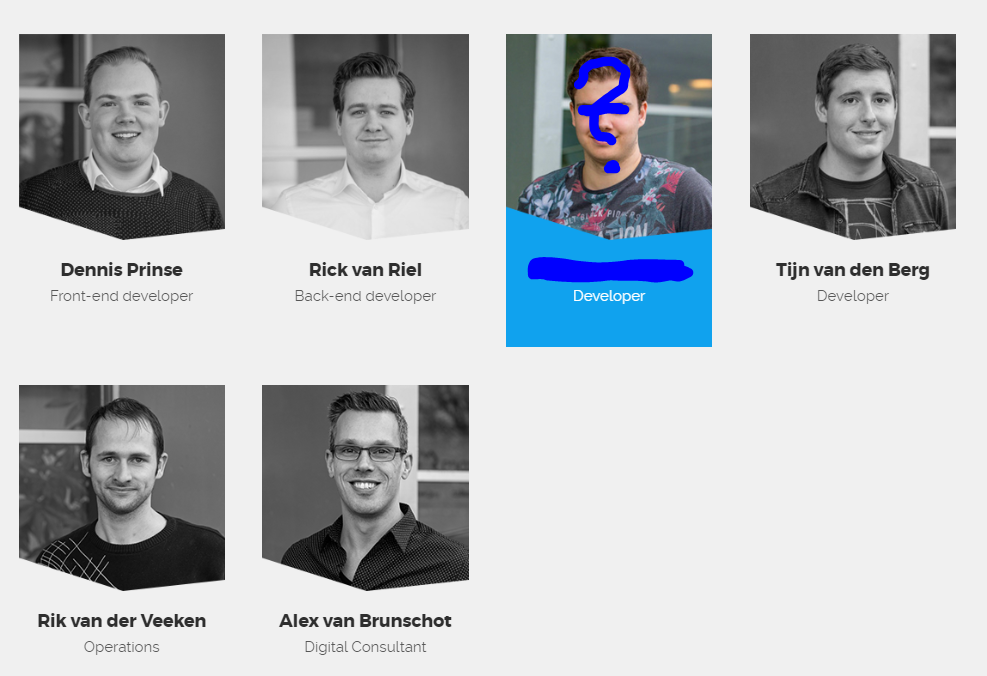 Dennis Prinse
Front-end developer
Rick van Riel
Back-end developer
Developer
Tijn van den Berg
Developer
Rik van der Veeken
Operations
Alex van Brunschot
Digital Consultant